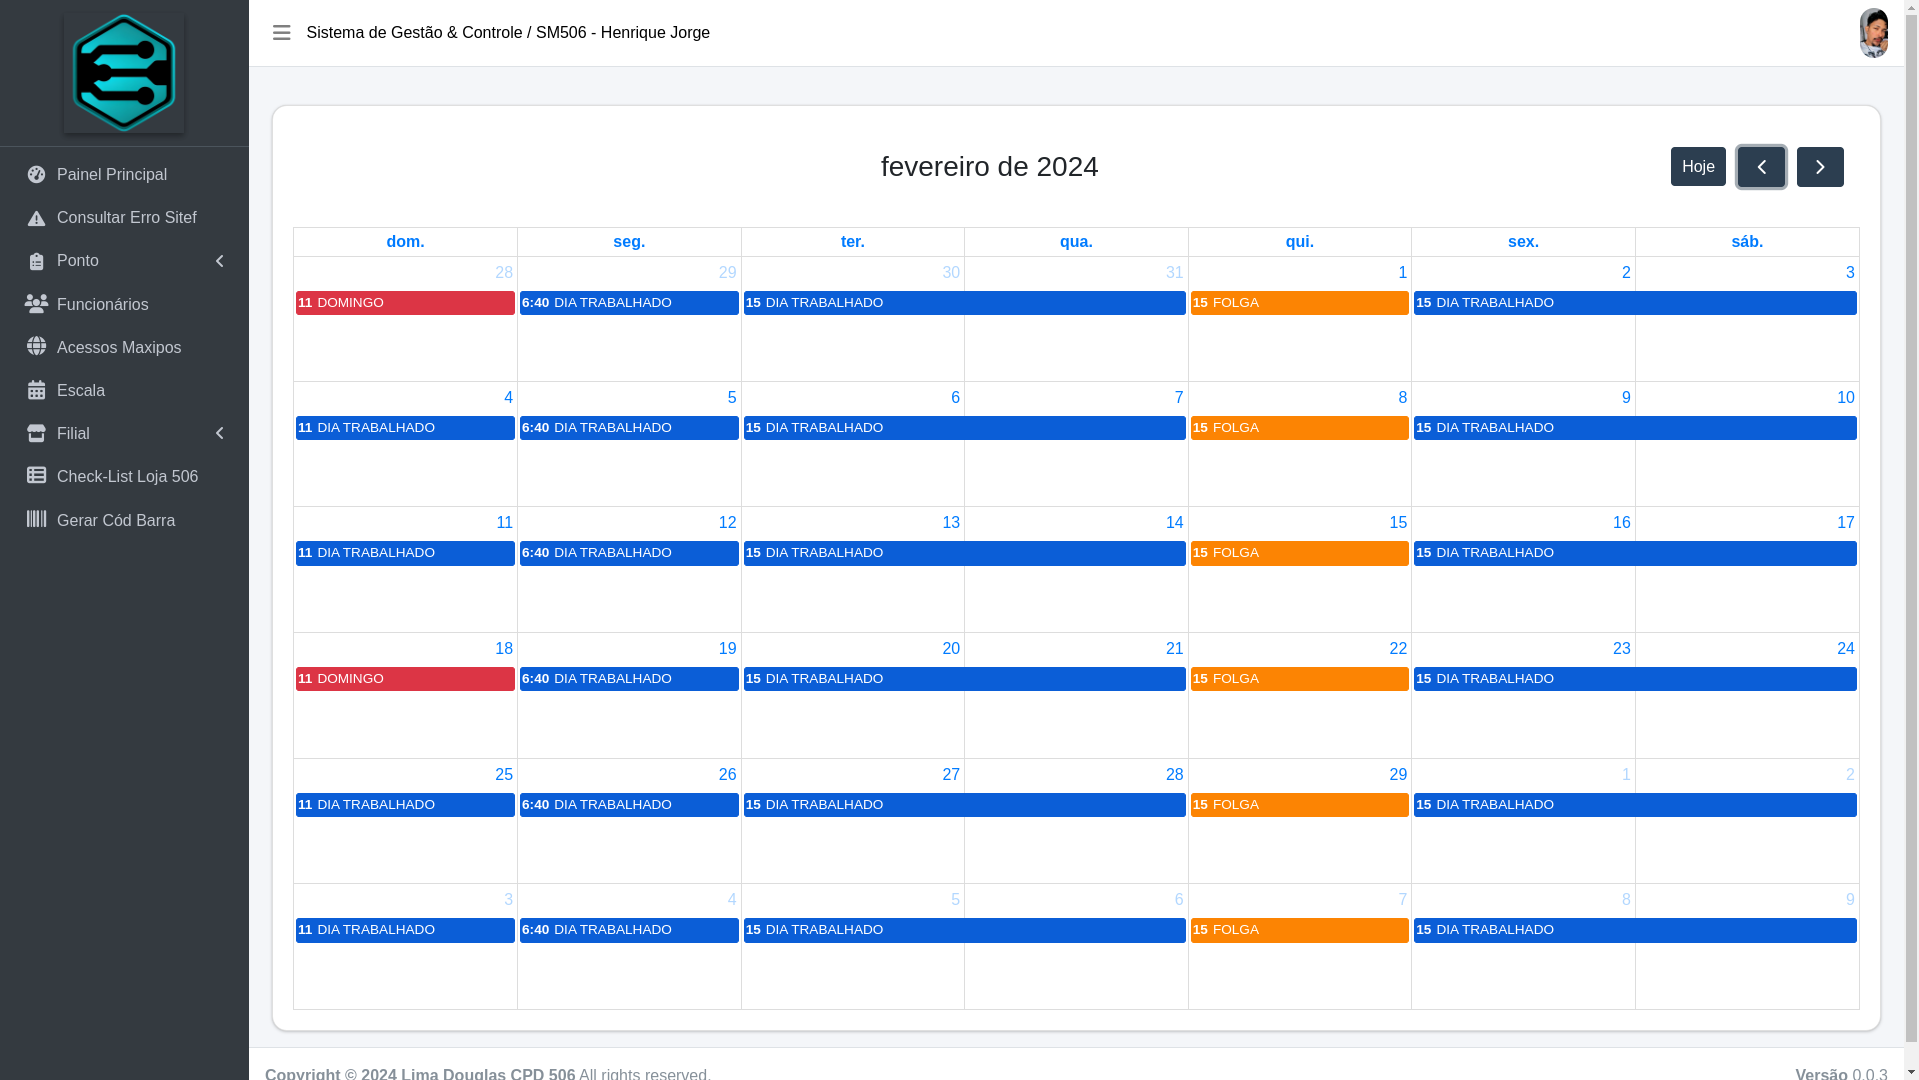 Sistema de Gestão & Controle / SM506 - Henrique Jorge
Painel Principal
Consultar Erro Sitef
Ponto
Funcionários
Acessos Maxipos
Escala
Filial
Check-List Loja 506
Gerar Cód Barra
fevereiro de 2024
Hoje
dom. seg. ter. qua. qui. sex. sáb.
28 29 30 31 1 2 3
11 DOMINGO 6:40 DIA TRABALHADO 15 DIA TRABALHADO 15 FOLGA 15 DIA TRABALHADO
4 5 6 7 8 9 10
11 DIA TRABALHADO 6:40 DIA TRABALHADO 15 DIA TRABALHADO 15 FOLGA 15 DIA TRABALHADO
11 12 13 14 15 16 17
11 DIA TRABALHADO 6:40 DIA TRABALHADO 15 DIA TRABALHADO 15 FOLGA 15 DIA TRABALHADO
18 19 20 21 22 23 24
11 DOMINGO 6:40 DIA TRABALHADO 15 DIA TRABALHADO 15 FOLGA 15 DIA TRABALHADO
25 26 27 28 29 1 2
11 DIA TRABALHADO 6:40 DIA TRABALHADO 15 DIA TRABALHADO 15 FOLGA 15 DIA TRABALHADO
3 4 5 6 7 8 9
11 DIA TRABALHADO 6:40 DIA TRABALHADO 15 DIA TRABALHADO 15 FOLGA 15 DIA TRABALHADO
Copyright © 2024 Lima Douglas CPD 506 All rights reserved. Versão 0.0.3